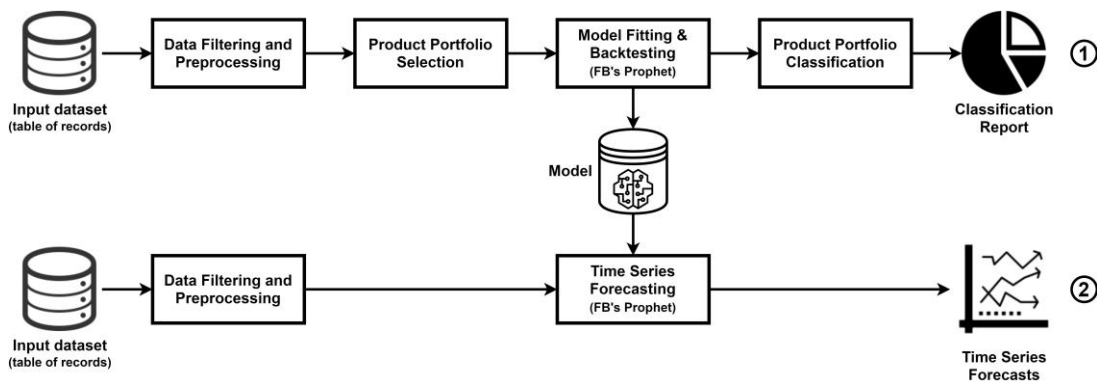 Data Filtering and
Preprocessing
Product Portfolio
Selection
Model Fitting &
Backtesting
(FB's Prophet)
Product Portfolio
Classification
1
Input dataset
(table of records)
Classification
Report
Model
Data Filtering and
Preprocessing
Time Series
Forecasting
(FB's Prophet)
2
Input dataset
(table of records)
Time Series
Forecasts